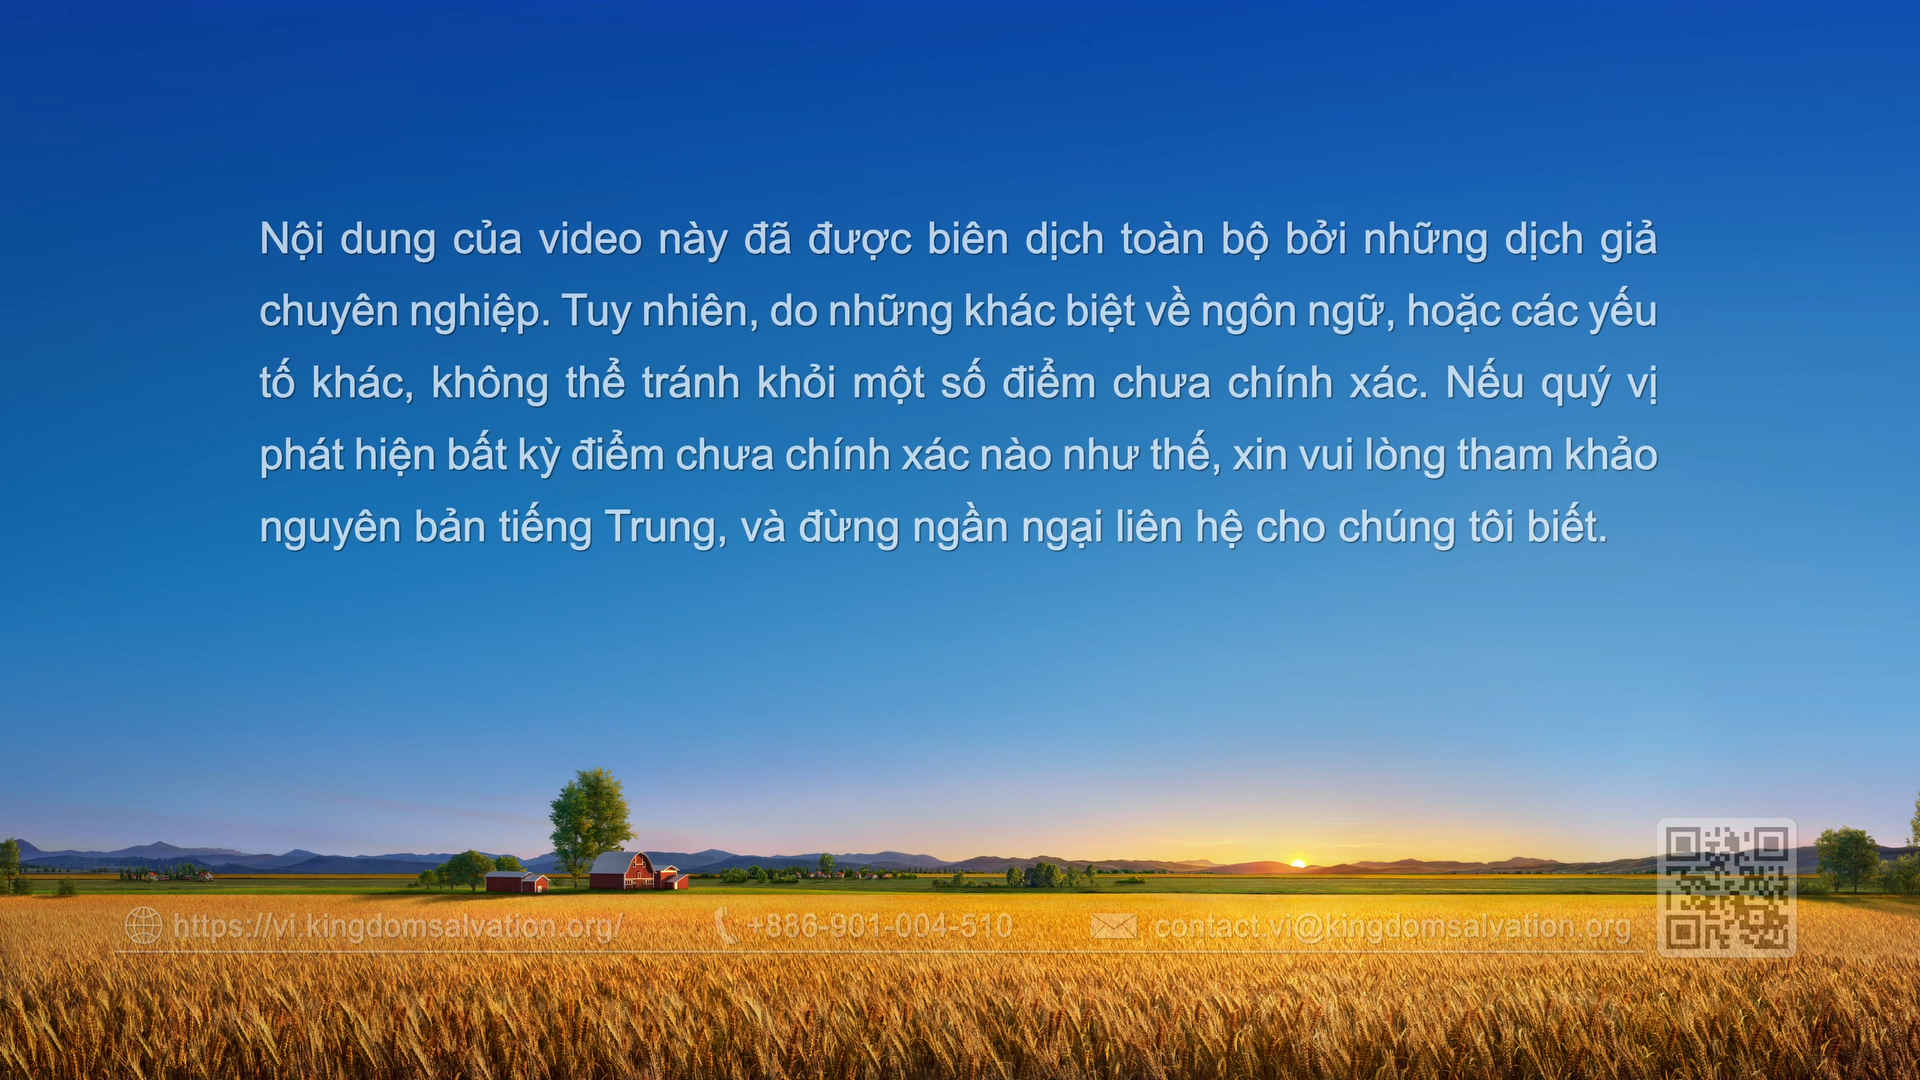 Nội dung của video này đã được biên dịch toàn bộ bởi những dịch giả
chuyên nghiệp. Tuy nhiên, do những khác biệt về ngôn ngữ, hoặc các yếu
tố khác, không thể tránh khỏi một số điểm chưa chính xác. Nếu quý vị
phát hiện bất kỳ điểm chưa chính xác nào như thế, xin vui lòng tham khảo
nguyên bản tiếng Trung, và đừng ngần ngại liên hệ cho chúng tôi biết.
https://vi.kingdomsalvation.org/ +886-901-004-510 contact.vi@kingdomsalvation.org